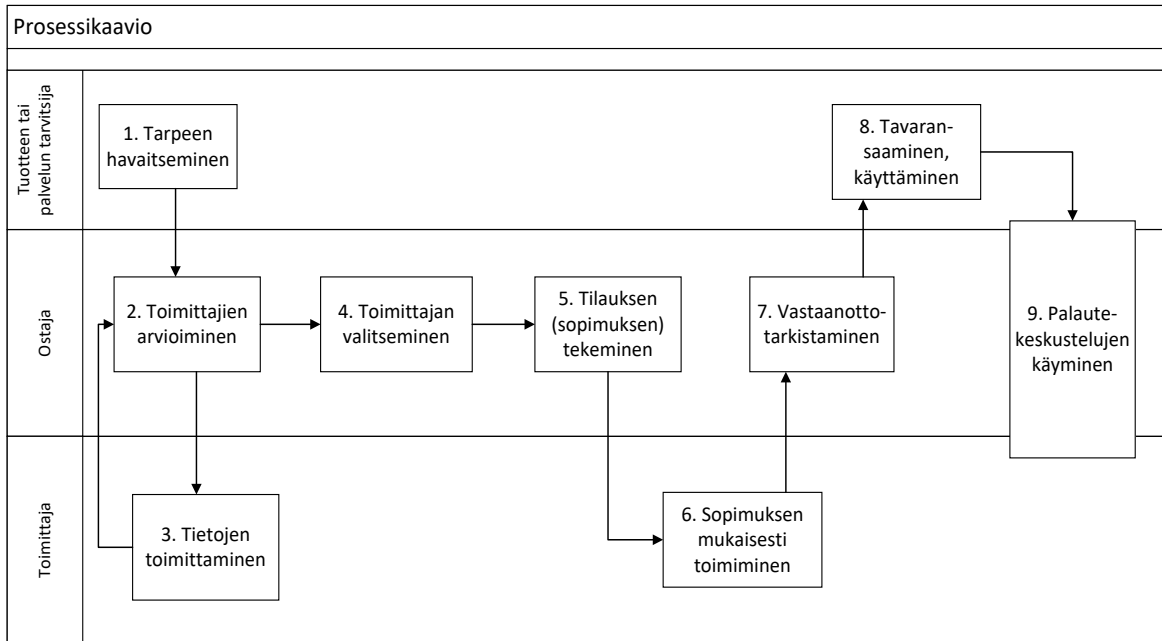 Prosessikaavio
Tuotteen tai
palvelun tarvitsija
1. Tarpeen
havaitseminen
8. Tavaran-
saaminen,
käyttäminen
Ostaja
2. Toimittajien
arvioiminen
4. Toimittajan
valitseminen
5. Tilauksen
(sopimuksen)
tekeminen
7. Vastaanotto-
tarkistaminen
9. Palaute-
keskustelujen
käyminen
Toimittaja
3. Tietojen
toimittaminen
6. Sopimuksen
mukaisesti
toimiminen